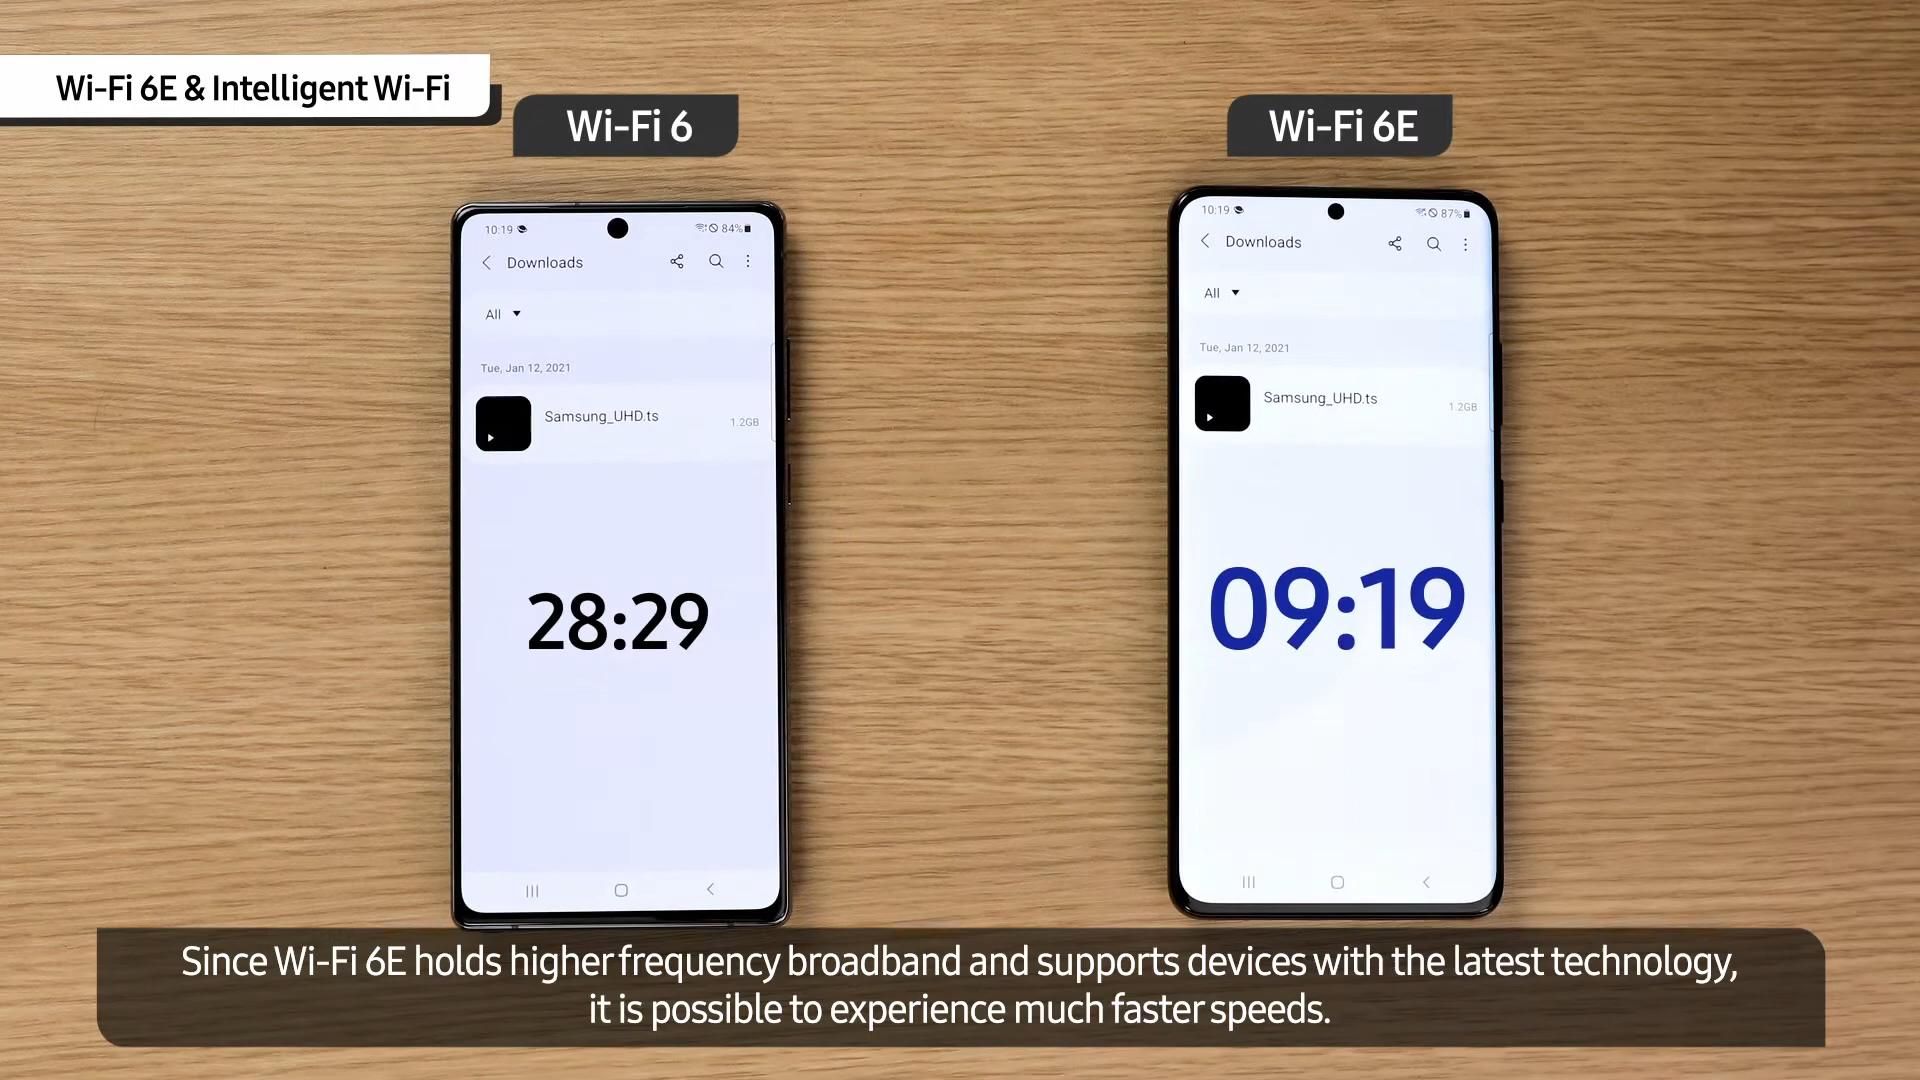 Wi-Fi 6E & Intelligent Wi-Fi
Wi-Fi 6
10:19
84%
Downloads
All
Tue, Jan 12, 2021
Samsung_UHD.ts
1.2GB
28:29
Wi-Fi 6E
10:19
87%
Downloads
All
Tue, Jan 12, 2021
Samsung_UHD.ts
1.2GB
09:19
Since Wi-Fi 6E holds higher frequency broadband and supports devices with the latest technology,
it is possible to experience much faster speeds.